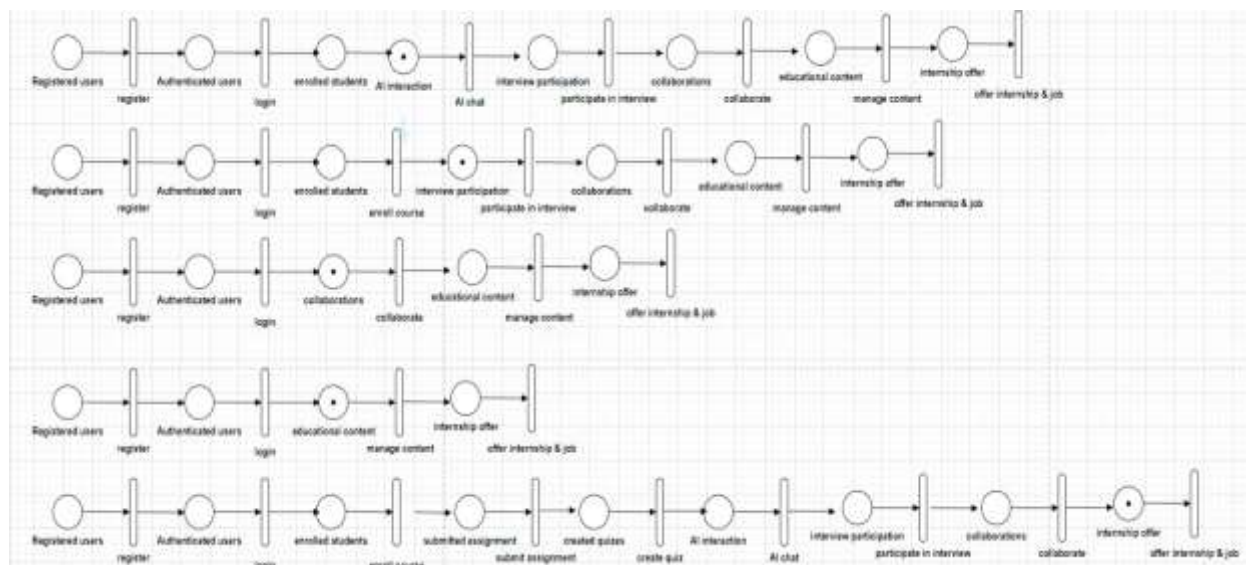 Registered users
Authenticated users
enrolled students
AI interaction
interview participation
collaborations
educational content
internship offer
register
login
AI chat
participate in interview
collaborate
manage content
offer internship & job
Registered users
Authenticated users
enrolled students
interview participation
collaborations
educational content
internship offer
register
login
enroll course
participate in interview
collaborate
manage content
offer internship & job
Registered users
Authenticated users
collaborations
educational content
internship offer
register
login
collaborate
manage content
offer internship & job
Registered users
Authenticated users
educational content
internship offer
register
login
manage content
offer internship & job
Registered users
Authenticated users
enrolled students
submitted assignment
created quizes
AI interaction
interview participation
collaborations
internship offer
register
login
submit assignment
create quiz
AI chat
participate in interview
collaborate
offer internship & job